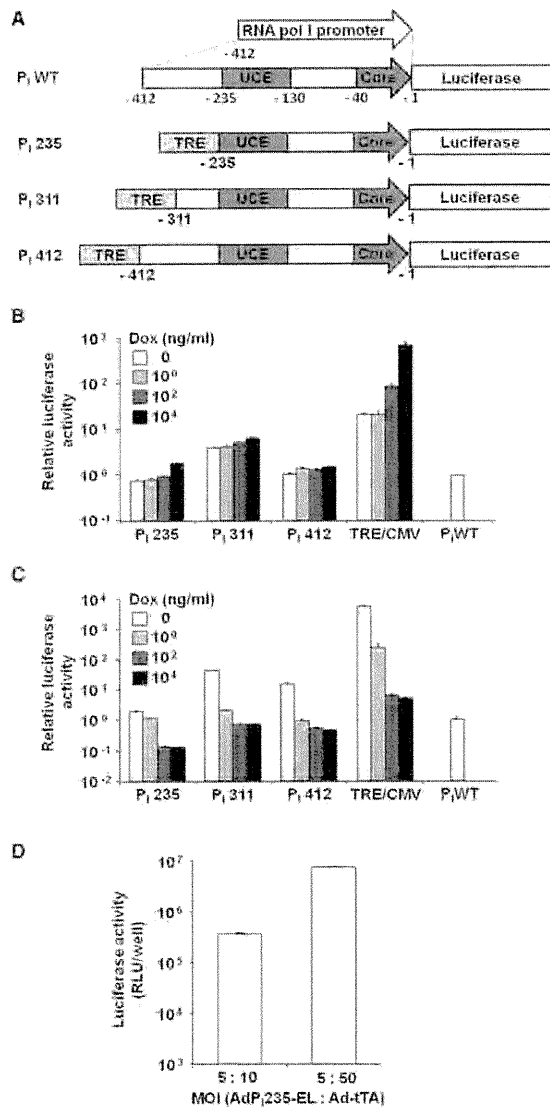 A
RNA pol I promoter
-412
PI WT
UCE
Core
Luciferase
-412
-235
-130
-40
-1
PI 235
TRE
UCE
Core
Luciferase
-235
-1
PI 311
TRE
UCE
Core
Luciferase
-311
-1
PI 412
TRE
UCE
Core
Luciferase
-412
-1
B
Relative luciferase
activity
Dox (ng/ml)
0
10⁰
10²
10⁴
10³
10²
10¹
10⁰
10⁻¹
PI 235 PI 311 PI 412 TRE/CMV PIWT
C
Relative luciferase
activity
Dox (ng/ml)
0
10⁰
10²
10⁴
10⁴
10³
10²
10¹
10⁰
10⁻¹
10⁻²
PI 235 PI 311 PI 412 TRE/CMV PIWT
D
Luciferase activity
(RLU/well)
10⁷
10⁶
10⁵
10⁴
10³
5 : 10 5 : 50
MOI (AdPI235-EL : Ad-tTA)